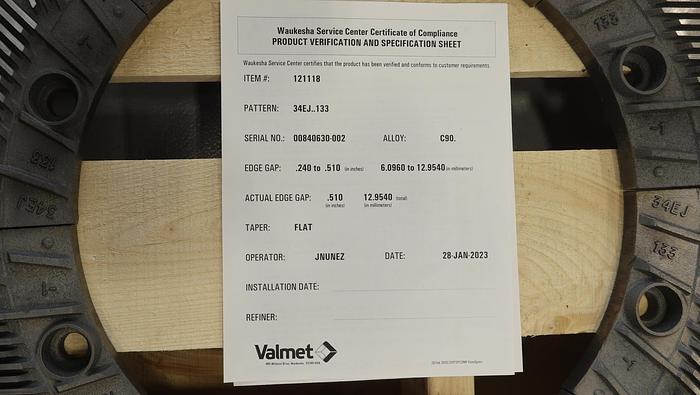 Waukesha Service Center Certificate of Compliance
PRODUCT VERIFICATION AND SPECIFICATION SHEET
Waukesha Service Center certifies that the product has been verified and conforms to customer requirements.
ITEM #: 121118
PATTERN: 34EJ..133
SERIAL NO.: 00840630-002 ALLOY: C90.
EDGE GAP: .240 to .510 (in inches) 6.0960 to 12.9540 (in millimeters)
ACTUAL EDGE GAP: .510 12.9540 (total)
(in inches) (in millimeters)
TAPER: FLAT
OPERATOR: JNUNEZ DATE: 28-JAN-2023
INSTALLATION DATE:
REFINER:
Valmet
133
-1
34EJ
133
-1
34EJ
-1